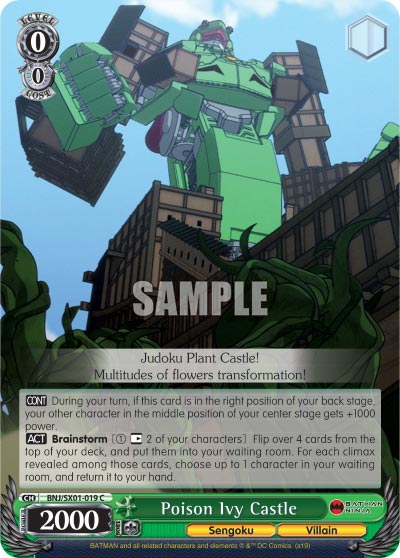 LEVEL
0
0
COST
SAMPLE
Judoku Plant Castle!
Multitudes of flowers transformation!
CONT During your turn, if this card is in the right position of your back stage,
your other character in the middle position of your center stage gets +1000
power.
ACT Brainstorm [① 2 of your characters] Flip over 4 cards from the
top of your deck, and put them into your waiting room. For each climax
revealed among those cards, choose up to 1 character in your waiting
room, and return it to your hand.
CH BNJ/SX01-019 C
Poison Ivy Castle
POWER 2000 SOUL
BATMAN NINJA
Sengoku Villain
BATMAN and all related characters and elements © & ™ DC Comics. (s19)